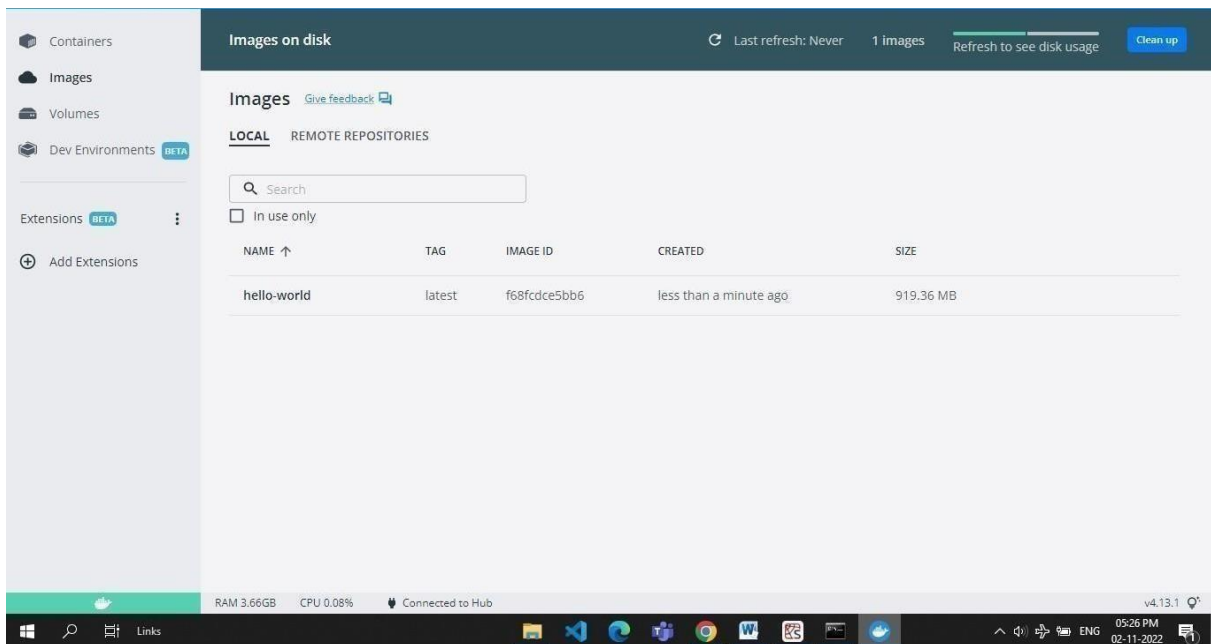 Containers
Images
Volumes
Dev Environments BETA
Extensions BETA
Add Extensions
Images on disk
Last refresh: Never
1 images
Refresh to see disk usage
Clean up
Images Give feedback
LOCAL REMOTE REPOSITORIES
Search
In use only
NAME TAG IMAGE ID CREATED SIZE
hello-world latest f68fcdce5bb6 less than a minute ago 919.36 MB
RAM 3.66GB CPU 0.08% Connected to Hub v4.13.1
Links ENG 05:26 PM
02-11-2022